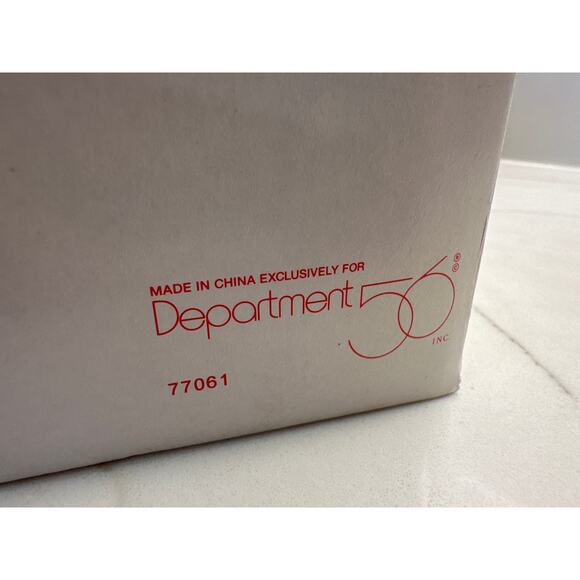 MADE IN CHINA EXCLUSIVELY FOR
Department 56 ® ©
INC.
77061